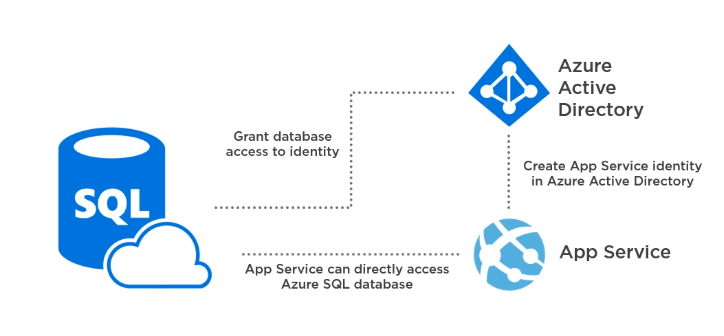 Azure
Active
Directory
Grant database
access to identity
Create App Service identity
in Azure Active Directory
SQL
App Service
App Service can directly access
Azure SQL database